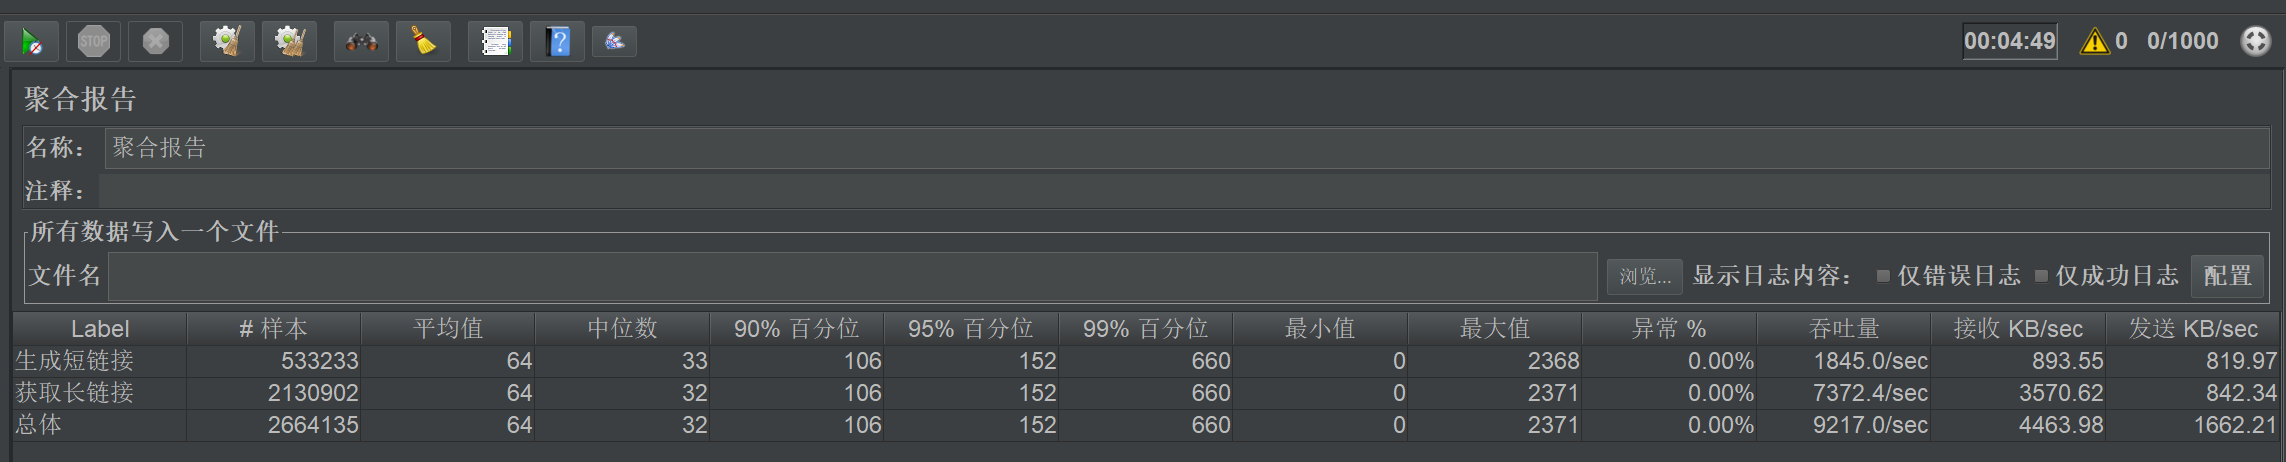 STOP 00:04:49 0 0/1000
聚合报告
名称： 聚合报告
注释：
所有数据写入一个文件
文件名 浏览... 显示日志内容： 仅错误日志 仅成功日志 配置
Label # 样本 平均值 中位数 90% 百分位 95% 百分位 99% 百分位 最小值 最大值 异常 % 吞吐量 接收 KB/sec 发送 KB/sec
生成短链接 533233 64 33 106 152 660 0 2368 0.00% 1845.0/sec 893.55 819.97
获取长链接 2130902 64 32 106 152 660 0 2371 0.00% 7372.4/sec 3570.62 842.34
总体 2664135 64 32 106 152 660 0 2371 0.00% 9217.0/sec 4463.98 1662.21